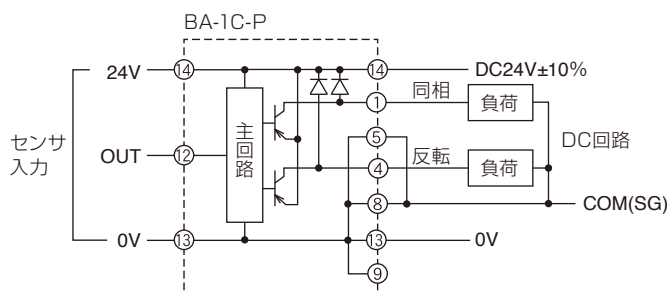 BA-1C-P
24V
⑭
⑭
DC24V±10%
同相
①
負荷
センサ
入力
OUT
⑫
主回路
⑤
DC回路
反転
④
負荷
⑧
COM(SG)
0V
⑬
⑬
0V
⑨